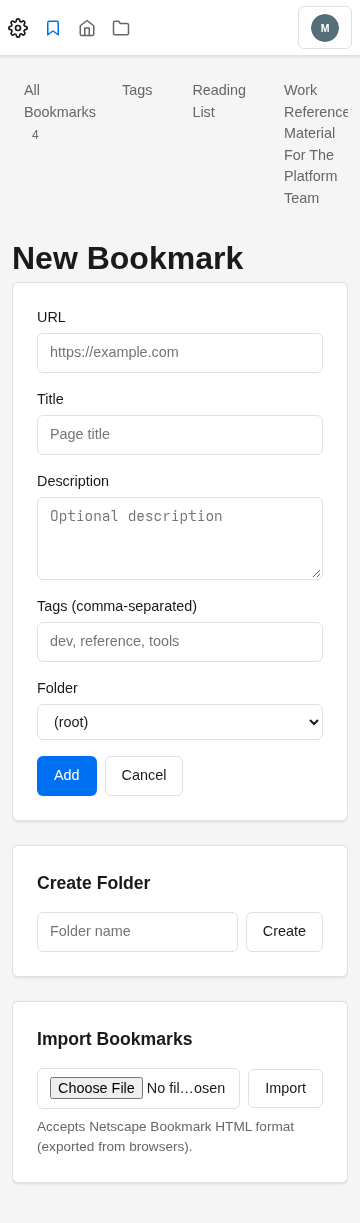 M
All Bookmarks 4
Tags
Reading List
Work Reference Material For The Platform Team
New Bookmark
URL
https://example.com
Title
Page title
Description
Optional description
Tags (comma-separated)
dev, reference, tools
Folder
(root)
Add
Cancel
Create Folder
Folder name
Create
Import Bookmarks
Choose File No fil…osen
Import
Accepts Netscape Bookmark HTML format
(exported from browsers).